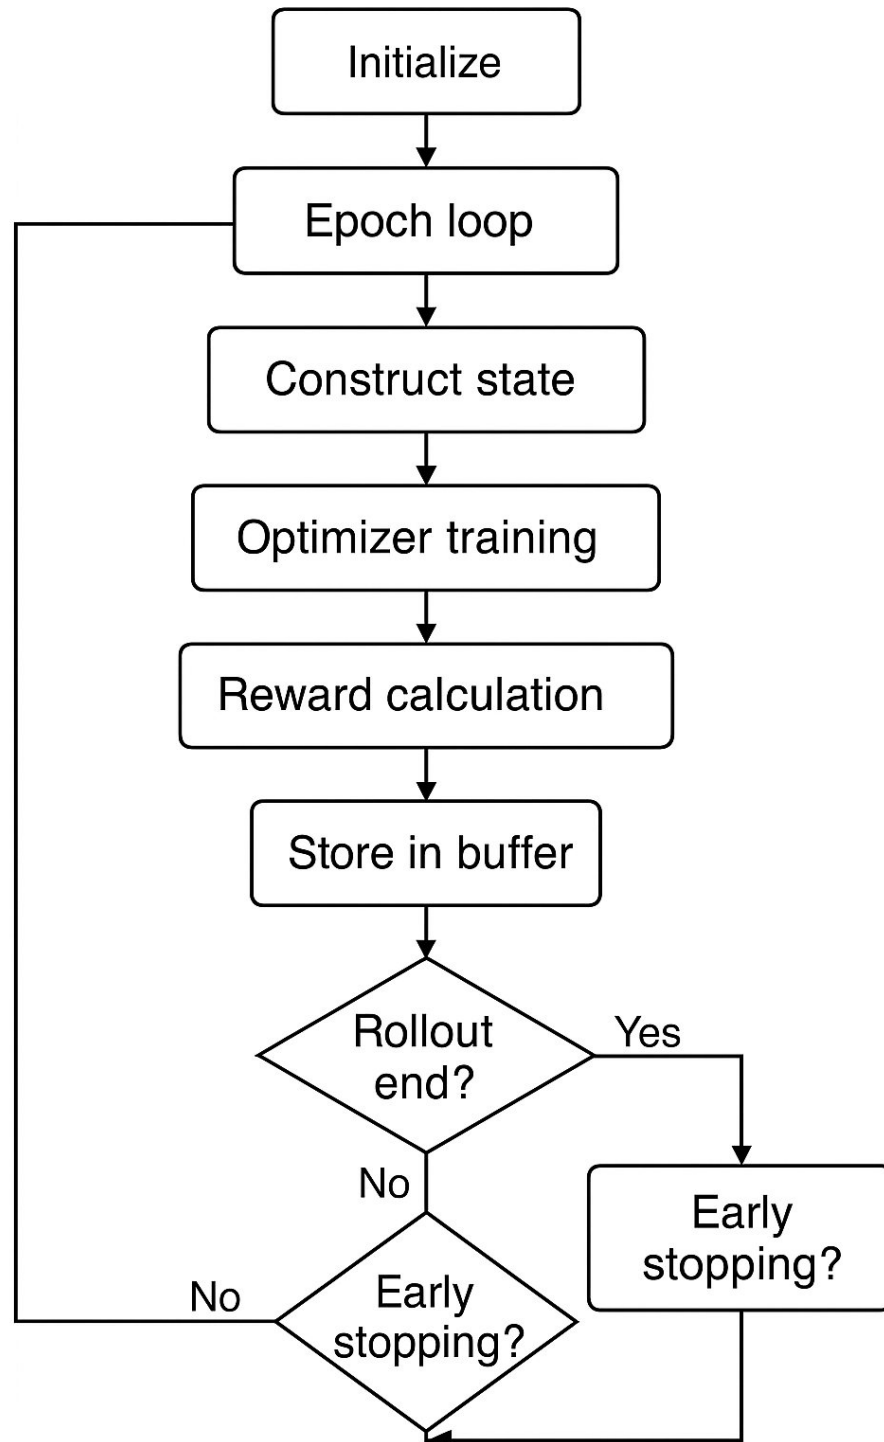 Initialize
Epoch loop
Construct state
Optimizer training
Reward calculation
Store in buffer
Rollout
end?
Yes
No
Early
stopping?
No
Early
stopping?